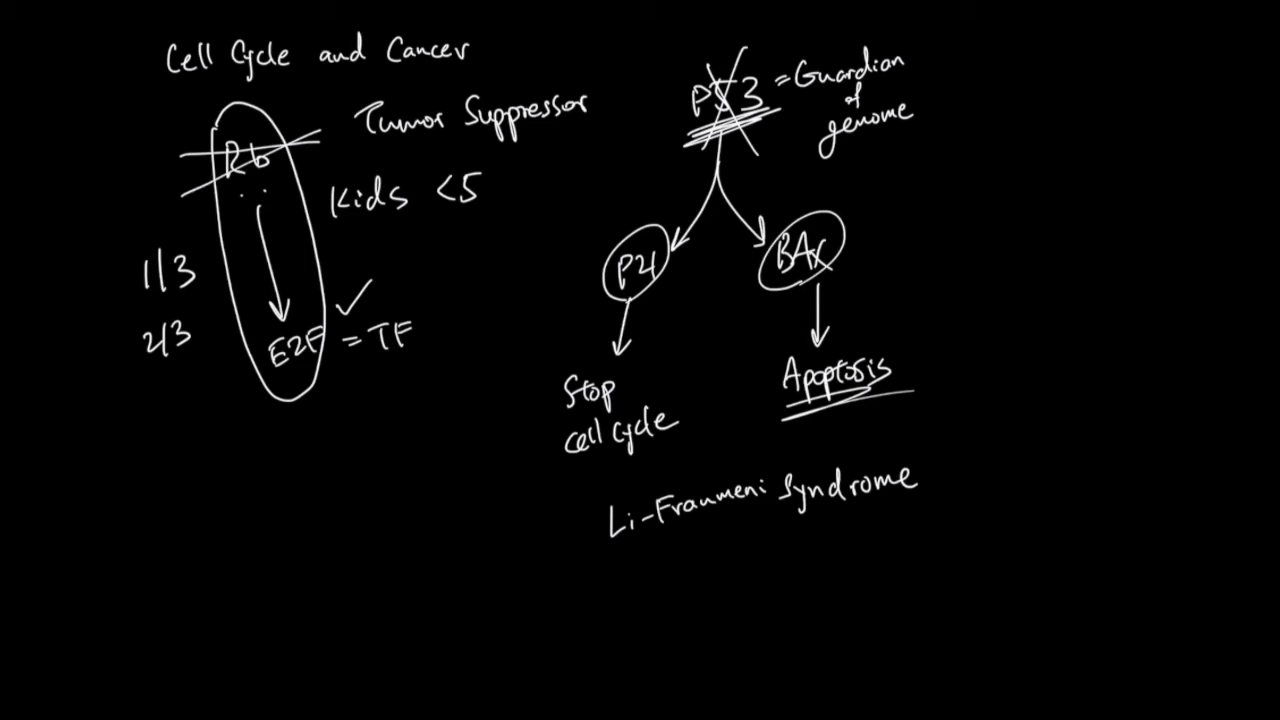 Cell Cycle and Cancer
Rb
Tumor Suppressor
Kids <5
1/3
2/3
E2F = TF
P53 = Guardian
of
genome
P21
BAx
Stop
cell cycle
Apoptosis
Li-Fraumeni Syndrome